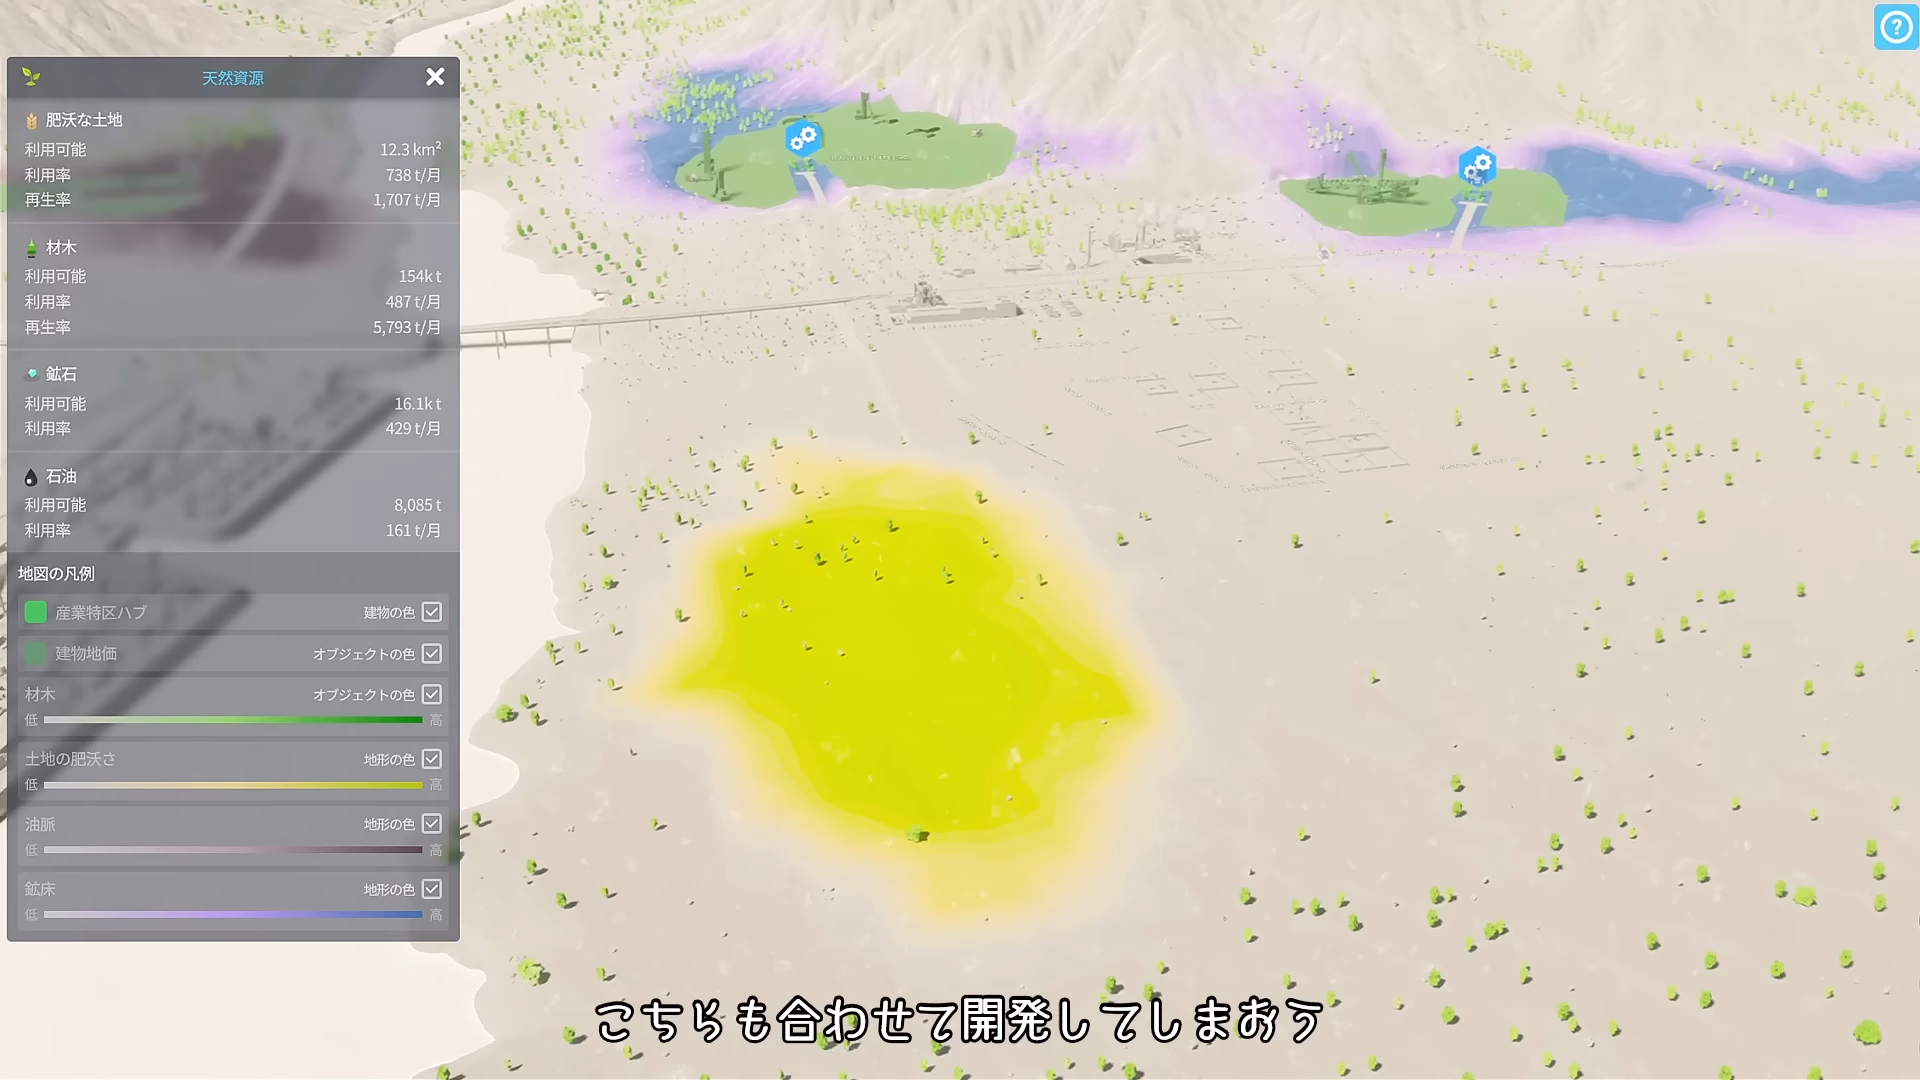 天然資源
肥沃な土地
利用可能 12.3 km²
利用率 738 t/月
再生率 1,707 t/月
材木
利用可能 154k t
利用率 487 t/月
再生率 5,793 t/月
鉱石
利用可能 16.1k t
利用率 429 t/月
石油
利用可能 8,085 t
利用率 161 t/月
地図の凡例
産業特区ハブ 建物の色
建物地価 オブジェクトの色
材木 オブジェクトの色
低 高
土地の肥沃さ 地形の色
低 高
油脈 地形の色
低 高
鉱床 地形の色
低 高
?
こちらも合わせて開発してしまおう